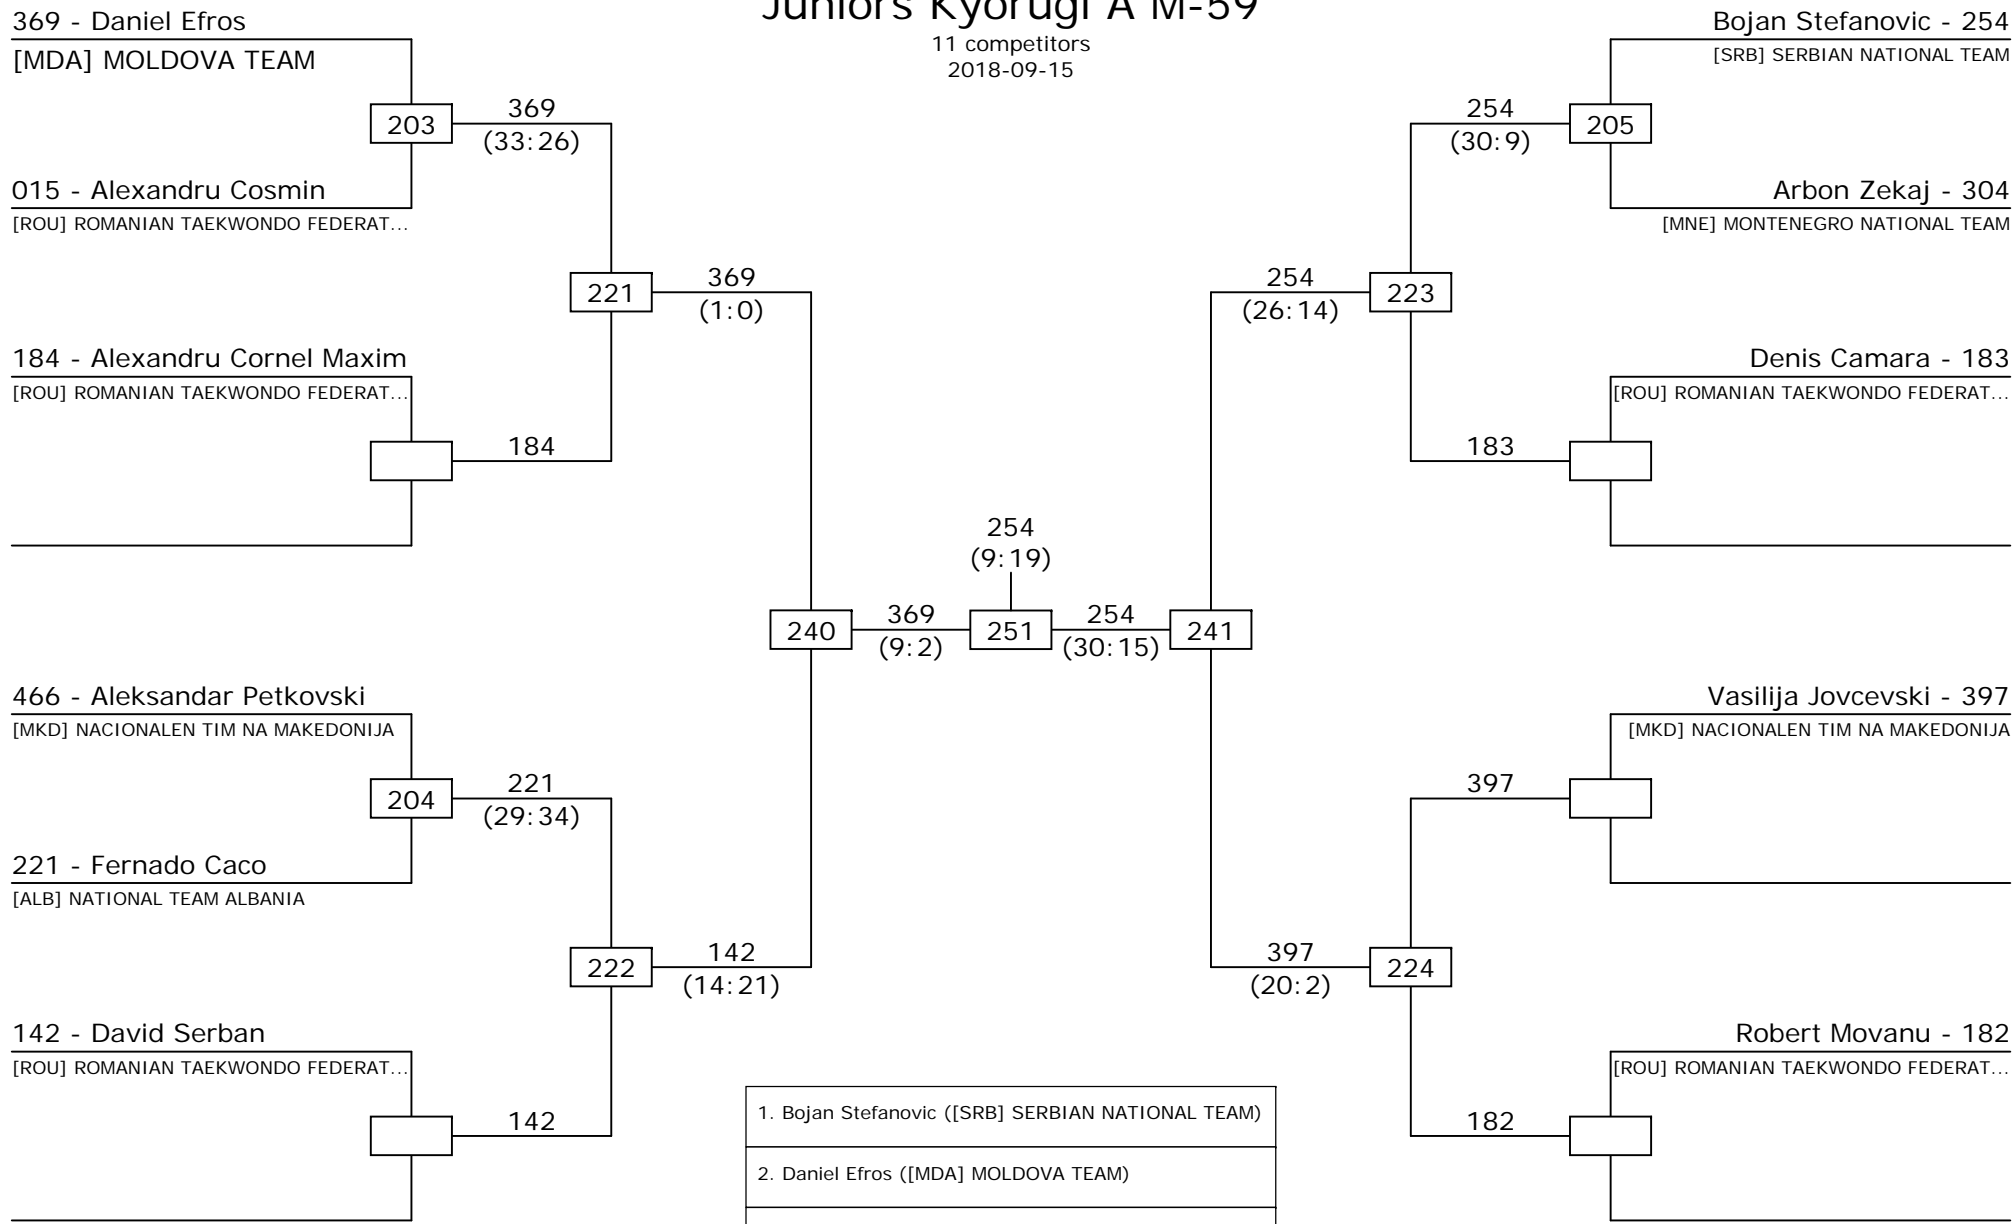 Juniors Kyorugi A M-59
11 competitors
2018-09-15
369 - Daniel Efros
[MDA] MOLDOVA TEAM
203
369
(33:26)
015 - Alexandru Cosmin
[ROU] ROMANIAN TAEKWONDO FEDERAT...
221
369
(1:0)
184 - Alexandru Cornel Maxim
[ROU] ROMANIAN TAEKWONDO FEDERAT...
184
240
369
(9:2)
466 - Aleksandar Petkovski
[MKD] NACIONALEN TIM NA MAKEDONIJA
204
221
(29:34)
221 - Fernado Caco
[ALB] NATIONAL TEAM ALBANIA
222
142
(14:21)
142 - David Serban
[ROU] ROMANIAN TAEKWONDO FEDERAT...
142
254
(9:19)
251
Bojan Stefanovic - 254
[SRB] SERBIAN NATIONAL TEAM
254
(30:9)
205
Arbon Zekaj - 304
[MNE] MONTENEGRO NATIONAL TEAM
254
(26:14)
223
Denis Camara - 183
[ROU] ROMANIAN TAEKWONDO FEDERAT...
183
254
(30:15)
241
Vasilija Jovcevski - 397
[MKD] NACIONALEN TIM NA MAKEDONIJA
397
397
(20:2)
224
Robert Movanu - 182
[ROU] ROMANIAN TAEKWONDO FEDERAT...
182
1. Bojan Stefanovic ([SRB] SERBIAN NATIONAL TEAM)
2. Daniel Efros ([MDA] MOLDOVA TEAM)